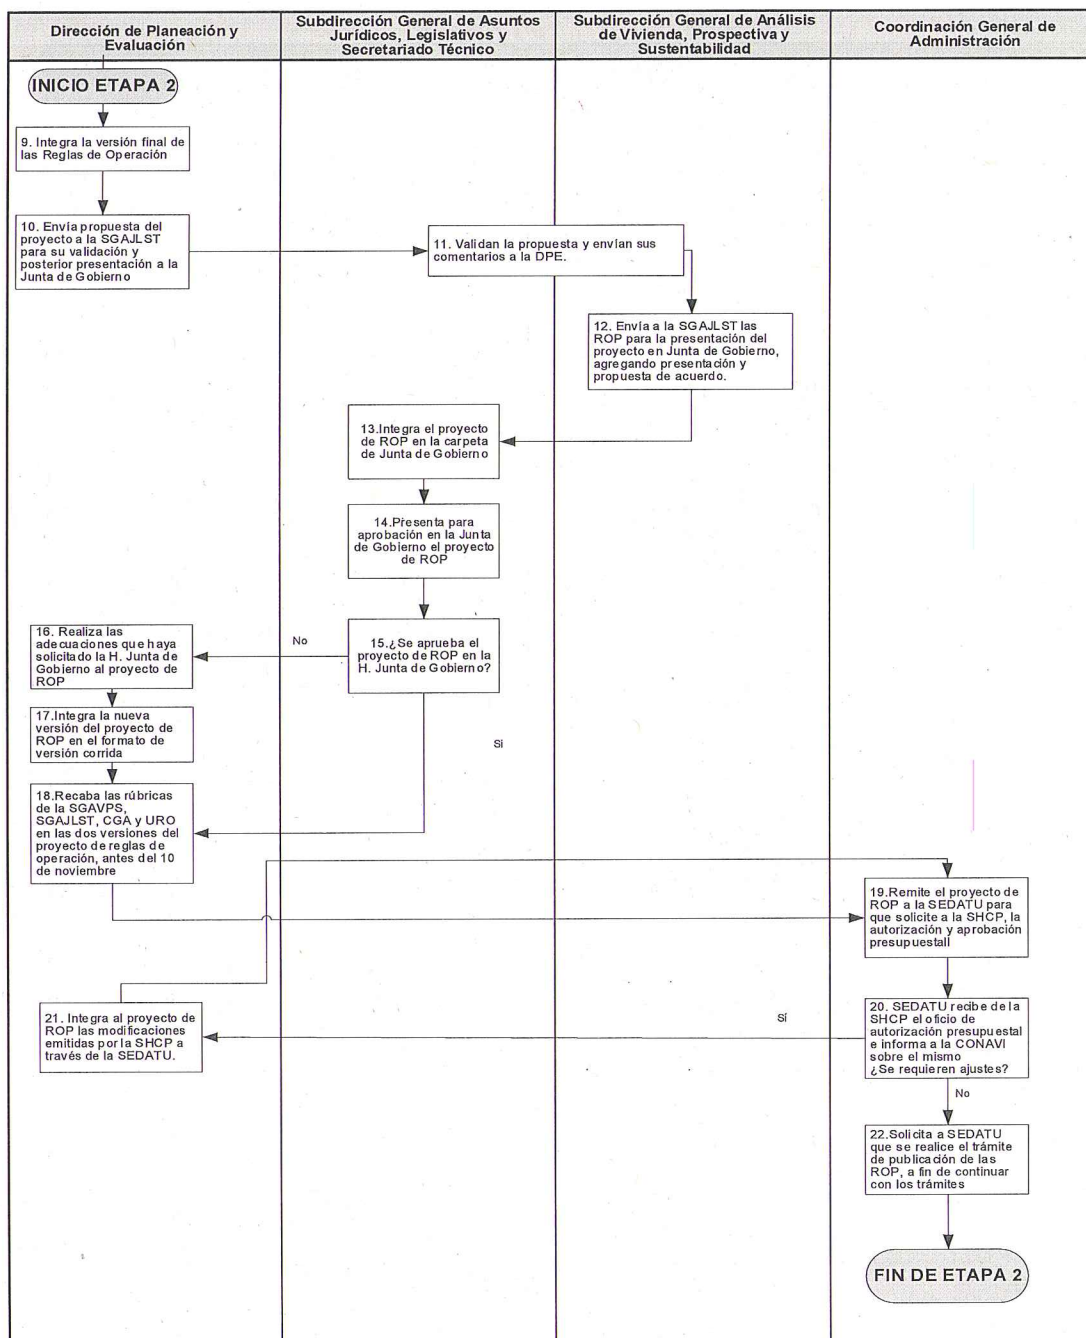 Dirección de Planeación y
Evaluación
Subdirección General de Asuntos
Jurídicos, Legislativos y
Secretariado Técnico
Subdirección General de Análisis
de Vivienda, Prospectiva y
Sustentabilidad
Coordinación General de
Administración
INICIO ETAPA 2
9. Integra la versión final de
las Reglas de Operación
10. Envía propuesta del
proyecto a la SGAJLST
para su validación y
posterior presentación a la
Junta de Gobierno
11. Validan la propuesta y envían sus
comentarios a la DPE.
12. Envía a la SGAJLST las
ROP para la presentación del
proyecto en Junta de Gobierno,
agregando presentación y
propuesta de acuerdo.
13.Integra el proyecto
de ROP en la carpeta
de Junta de Gobierno
14.Presenta para
aprobación en la Junta
de Gobierno el proyecto
de ROP
15.¿Se aprueba el
proyecto de ROP en la
H. Junta de Gobierno?
No
Si
16. Realiza las
adecuaciones que haya
solicitado la H. Junta de
Gobierno al proyecto de
ROP
17.Integra la nueva
versión del proyecto de
ROP en el formato de
versión corrida
18.Recaba las rúbricas
de la SGAVPS,
SGAJLST, CGA y URO
en las dos versiones del
proyecto de reglas de
operación, antes del 10
de noviembre
19.Remite el proyecto de
ROP a la SEDATU para
que solicite a la SHCP, la
autorización y aprobación
presupuestall
20. SEDATU recibe de la
SHCP el oficio de
autorización presupuestal
e informa a la CONAVI
sobre el mismo
¿Se requieren ajustes?
Sí
No
21. Integra al proyecto de
ROP las modificaciones
emitidas por la SHCP a
través de la SEDATU.
22.Solicita a SEDATU
que se realice el trámite
de publicación de las
ROP, a fin de continuar
con los trámites
FIN DE ETAPA 2